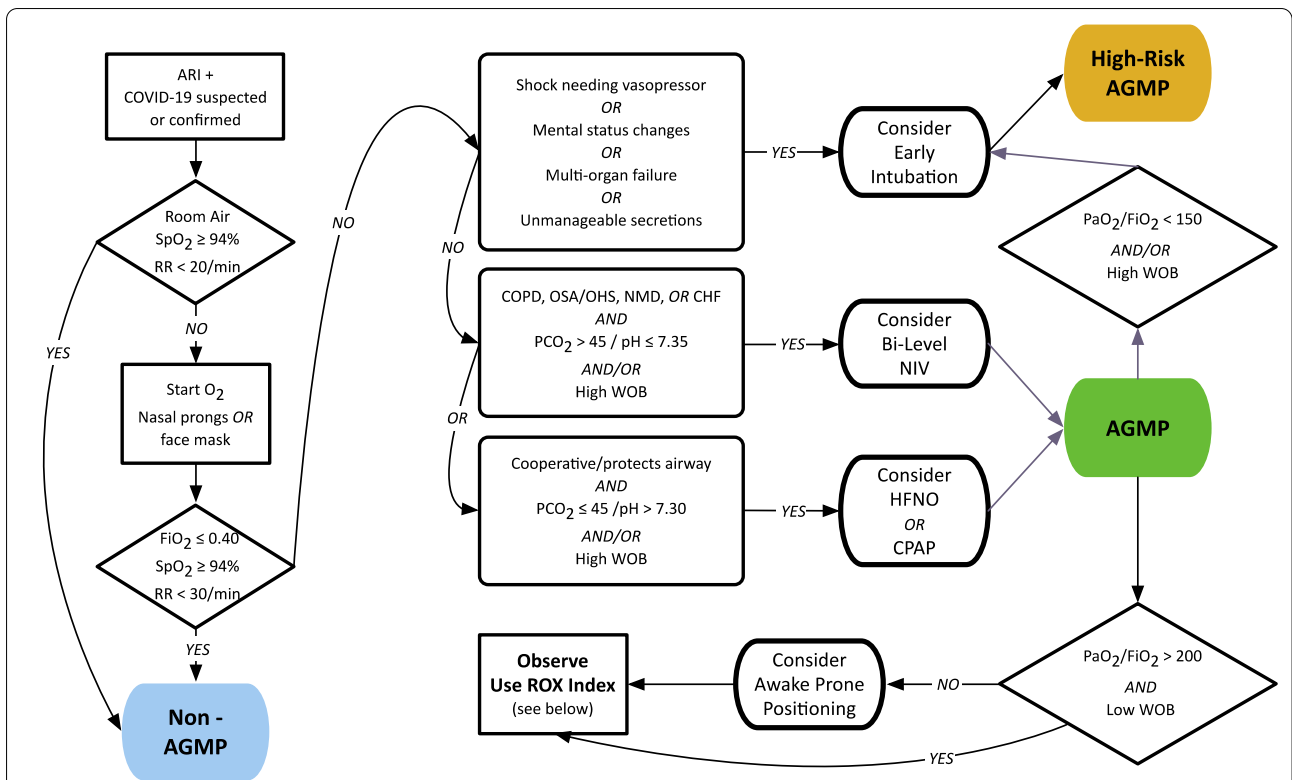 ARI +
COVID-19 suspected
or confirmed
Room Air
SpO2 ≥ 94%
RR < 20/min
NO
YES
Start O2
Nasal prongs OR
face mask
FiO2 ≤ 0.40
SpO2 ≥ 94%
RR < 30/min
YES
NO
Non -
AGMP
Shock needing vasopressor
OR
Mental status changes
OR
Multi-organ failure
OR
Unmanageable secretions
YES
NO
Consider
Early
Intubation
High-Risk
AGMP
COPD, OSA/OHS, NMD, OR CHF
AND
PCO2 > 45 / pH ≤ 7.35
AND/OR
High WOB
YES
OR
Consider
Bi-Level
NIV
Cooperative/protects airway
AND
PCO2 ≤ 45 /pH > 7.30
AND/OR
High WOB
YES
Consider
HFNO
OR
CPAP
PaO2/FiO2 < 150
AND/OR
High WOB
AGMP
PaO2/FiO2 > 200
AND
Low WOB
NO
YES
Consider
Awake Prone
Positioning
Observe
Use ROX Index
(see below)